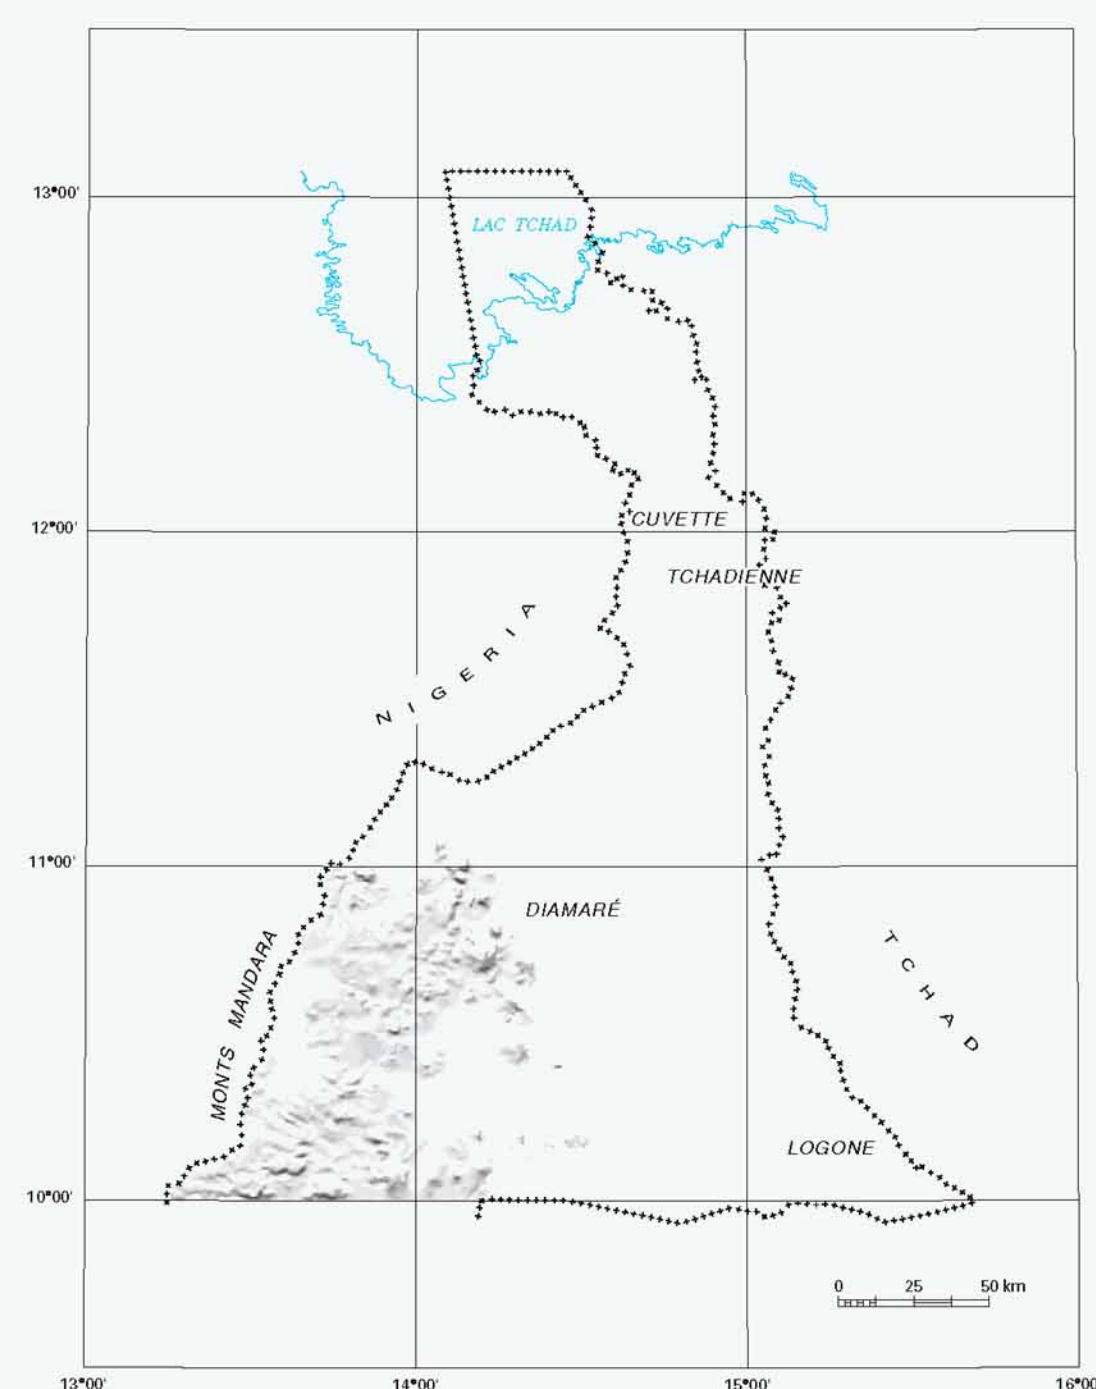 13°00'
LAC TCHAD
12°00'
CUVETTE
TCHADIENNE
NIGERIA
11°00'
DIAMARÉ
MONTS MANDARA
TCHAD
LOGONE
10°00'
0 25 50 km
13°00' 14°00' 15°00' 16°00'